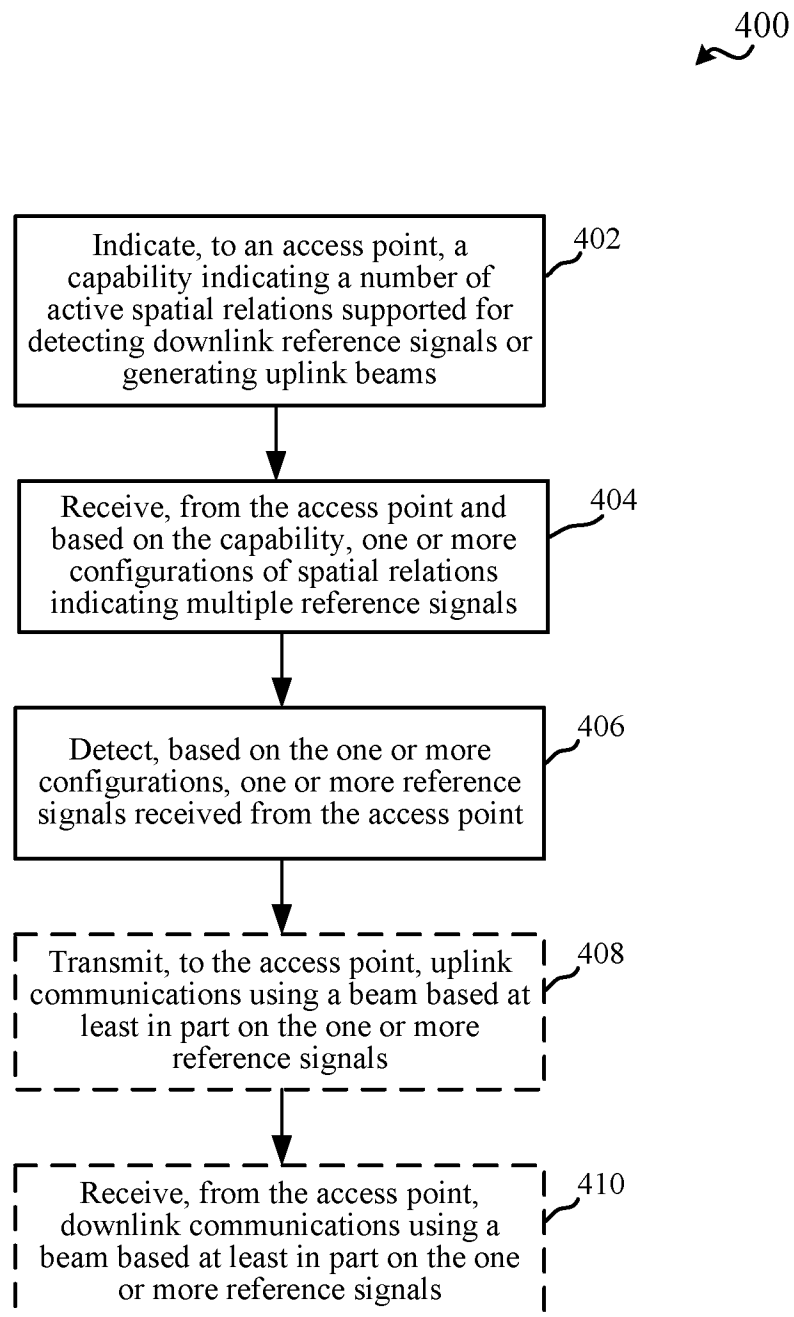 400
402
Indicate, to an access point, a
capability indicating a number of
active spatial relations supported for
detecting downlink reference signals or
generating uplink beams
404
Receive, from the access point and
based on the capability, one or more
configurations of spatial relations
indicating multiple reference signals
406
Detect, based on the one or more
configurations, one or more reference
signals received from the access point
408
Transmit, to the access point, uplink
communications using a beam based at
least in part on the one or more
reference signals
410
Receive, from the access point,
downlink communications using a
beam based at least in part on the one
or more reference signals